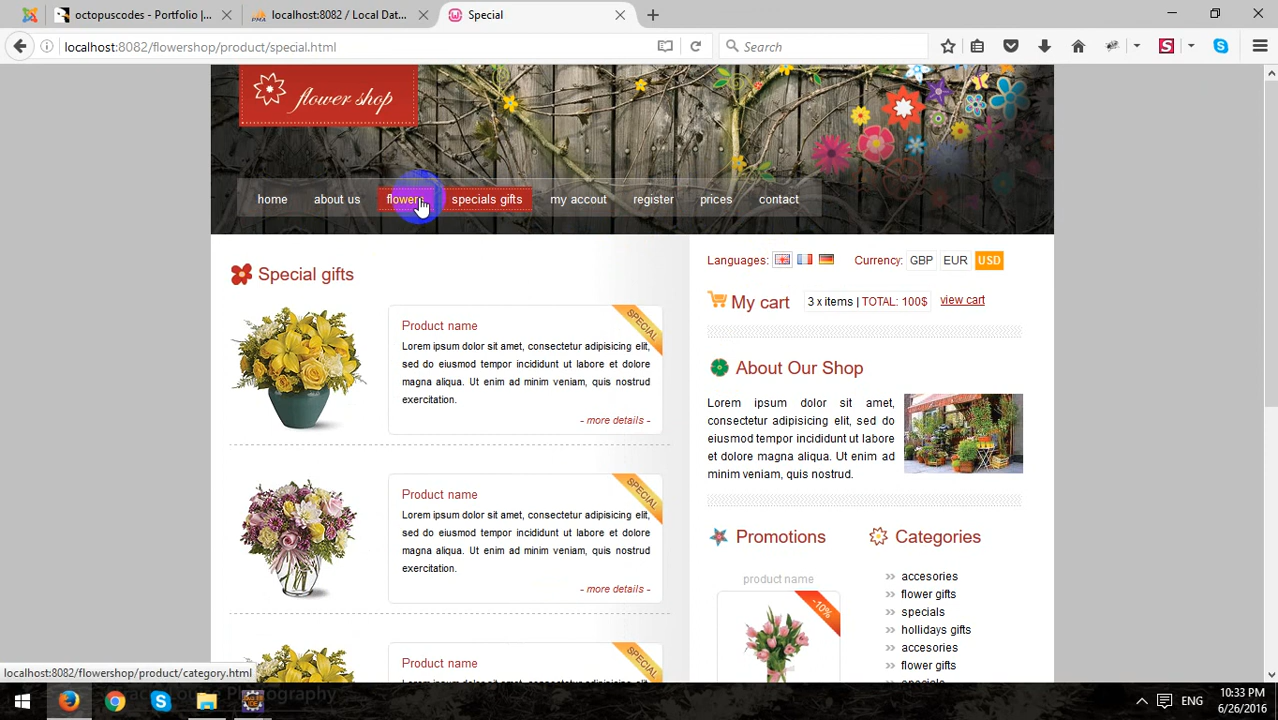 octopuscodes - Portfolio |...
localhost:8082 / Local Dat...
Special
localhost:8082/flowershop/product/special.html
Search
flower shop
home
about us
flowers
specials gifts
my accout
register
prices
contact
Special gifts
Product name
SPECIAL
Lorem ipsum dolor sit amet, consectetur adipisicing elit,
sed do eiusmod tempor incididunt ut labore et dolore
magna aliqua. Ut enim ad minim veniam, quis nostrud
exercitation.
- more details -
Product name
SPECIAL
Lorem ipsum dolor sit amet, consectetur adipisicing elit,
sed do eiusmod tempor incididunt ut labore et dolore
magna aliqua. Ut enim ad minim veniam, quis nostrud
exercitation.
- more details -
Product name
SPECIAL
Languages:
Currency: GBP EUR USD
My cart
3 x items | TOTAL: 100$
view cart
About Our Shop
Lorem ipsum dolor sit amet,
consectetur adipisicing elit, sed do
eiusmod tempor incididunt ut labore
et dolore magna aliqua. Ut enim ad
minim veniam, quis nostrud.
Promotions
product name
-10%
Categories
accesories
flower gifts
specials
hollidays gifts
accesories
flower gifts
specials
localhost:8082/flowershop/product/category.html
ENG
10:33 PM
6/26/2016